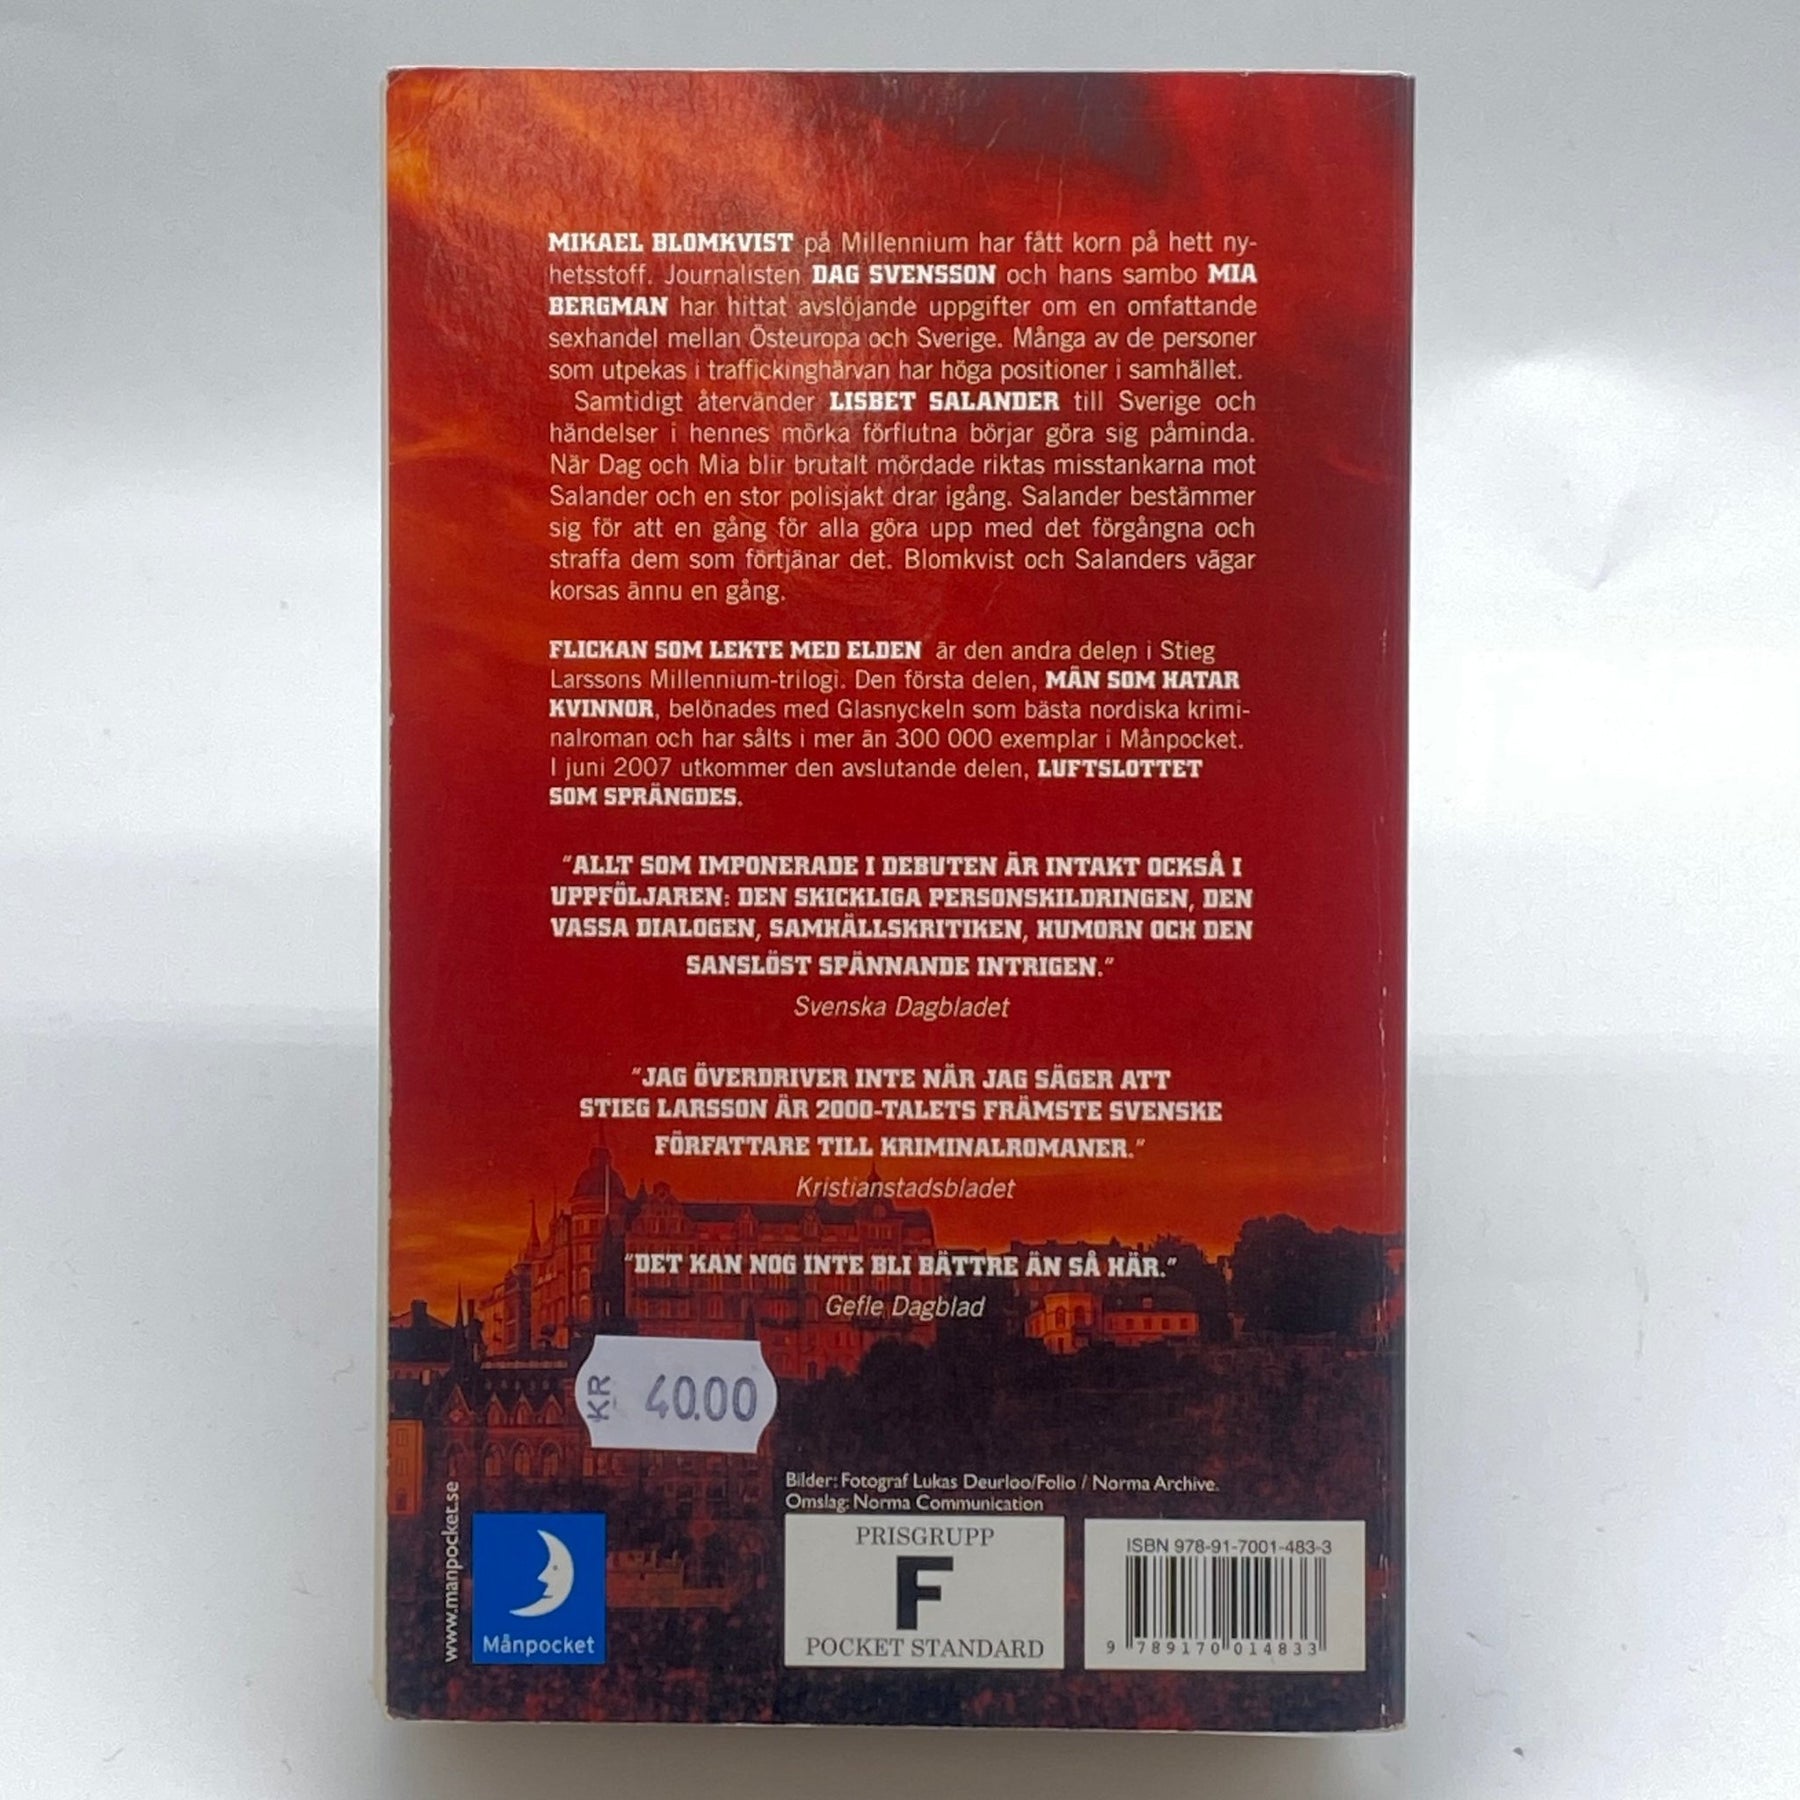 MIKAEL BLOMKVIST på Millennium har fått korn på hett ny-
hetsstoff. Journalisten DAG SVENSSON och hans sambo MIA
BERGMAN har hittat avslöjande uppgifter om en omfattande
sexhandel mellan Östeuropa och Sverige. Många av de personer
som utpekas i traffickinghärvan har höga positioner i samhället.
Samtidigt återvänder LISBET SALANDER till Sverige och
händelser i hennes mörka förflutna börjar göra sig påminda.
När Dag och Mia blir brutalt mördade riktas misstankarna mot
Salander och en stor polisjakt drar igång. Salander bestämmer
sig för att en gång för alla göra upp med det förgångna och
straffa dem som förtjänar det. Blomkvist och Salanders vägar
korsas ännu en gång.
FLICKAN SOM LEKTE MED ELDEN är den andra delen i Stieg
Larssons Millennium-trilogi. Den första delen, MÄN SOM HATAR
KVINNOR, belönades med Glasnyckeln som bästa nordiska krimi-
nalroman och har sålts i mer än 300 000 exemplar i Månpocket.
I juni 2007 utkommer den avslutande delen, LUFTSLOTTET
SOM SPRÄNGDES.
"ALLT SOM IMPONERADE I DEBUTEN ÄR INTAKT OCKSÅ I
UPPFÖLJAREN: DEN SKICKLIGA PERSONSKILDRINGEN, DEN
VASSA DIALOGEN, SAMHÄLLSKRITIKEN, HUMORN OCH DEN
SANSLÖST SPÄNNANDE INTRIGEN."
Svenska Dagbladet
"JAG ÖVERDRIVER INTE NÄR JAG SÄGER ATT
STIEG LARSSON ÄR 2000-TALETS FRÄMSTE SVENSKE
FÖRFATTARE TILL KRIMINALROMANER."
Kristianstadsbladet
"DET KAN NOG INTE BLI BÄTTRE ÄN SÅ HÄR."
Gefle Dagblad
KR 40.00
Bilder: Fotograf Lukas Deurloo/Folio / Norma Archive.
Omslag: Norma Communication
www.manpocket.se
Månpocket
PRISGRUPP
F
POCKET STANDARD
ISBN 978-91-7001-483-3
9 789170 014833